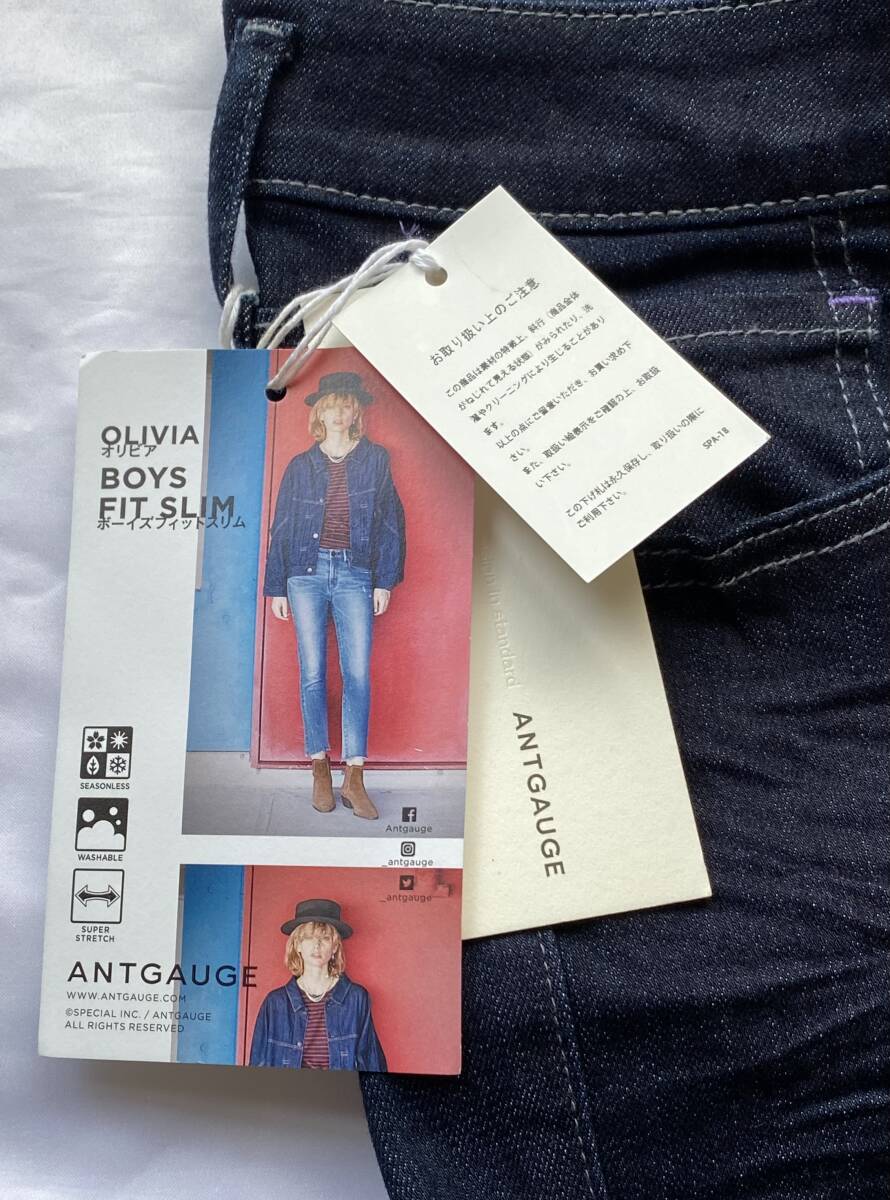 お取り扱い上のご注意
この商品は素材の特徴上、斜行（商品全体
がねじれて見える状態）がみられたり、洗
濯やクリーニングにより生じることがあり
ます。
以上の点にご留意いただき、お買い求め下
さい。
また、取扱い絵表示をご確認の上、お取扱
い下さい。
この下げ札は永久保存し、取り扱いの際に
ご利用下さい。
SPA-18
OLIVIA
オリビア
BOYS
FIT SLIM
ボーイズフィットスリム
SEASONLESS
WASHABLE
SUPER
STRETCH
Antgauge
_antgauge
_antgauge
ANTGAUGE
WWW.ANTGAUGE.COM
©SPECIAL INC. / ANTGAUGE
ALL RIGHTS RESERVED
in standard
ANTGAUGE